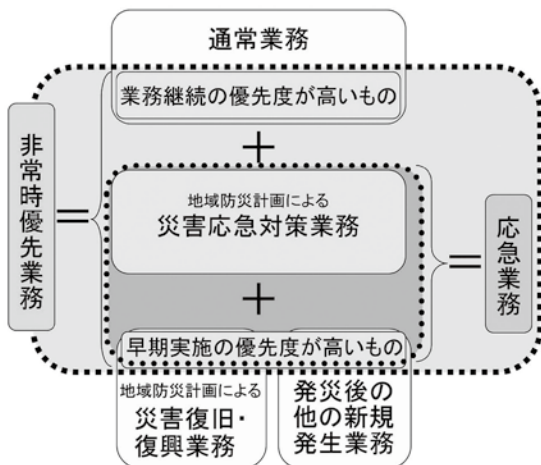 通常業務
業務継続の優先度が高いもの
+
非常時優先業務
=
地域防災計画による
災害応急対策業務
=
応急業務
+
早期実施の優先度が高いもの
地域防災計画による
災害復旧・
復興業務
発災後の
他の新規
発生業務